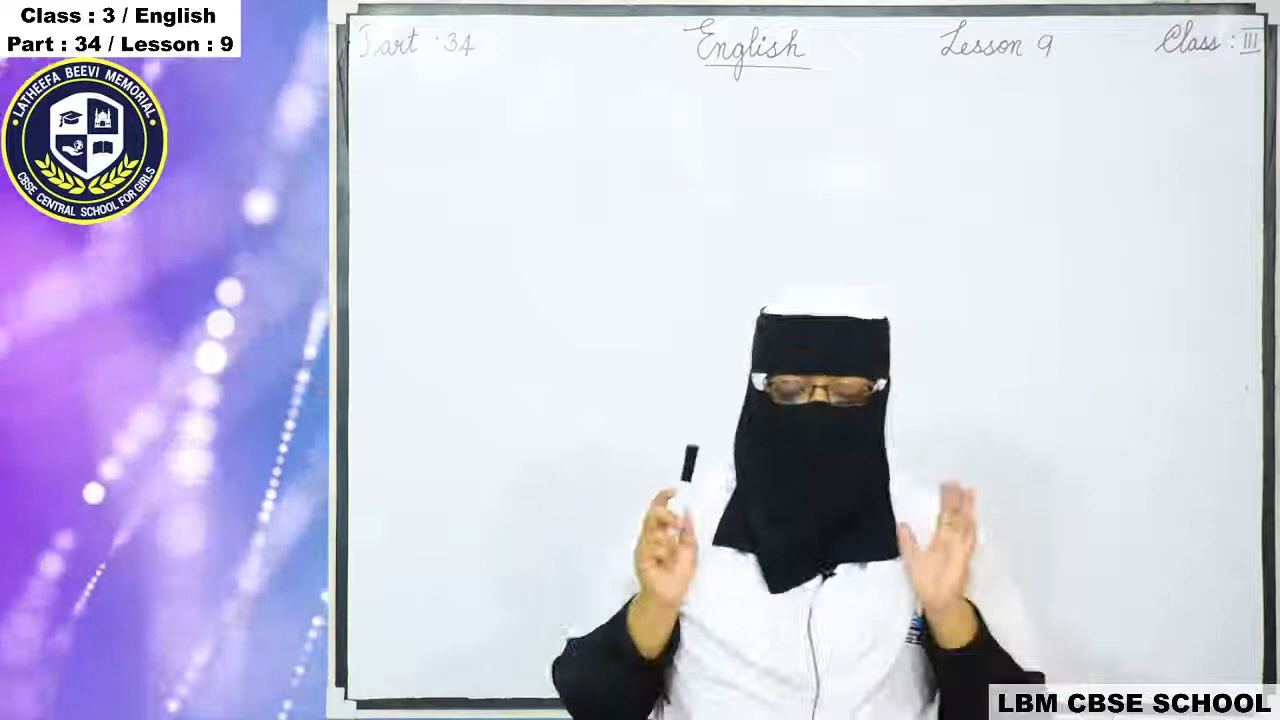 Class : 3 / English
Part : 34 / Lesson : 9
LATHEEFA BEEVI MEMORIAL
CBSE CENTRAL SCHOOL FOR GIRLS
Part : 34 English Lesson 9 Class : III
LBM CBSE SCHOOL